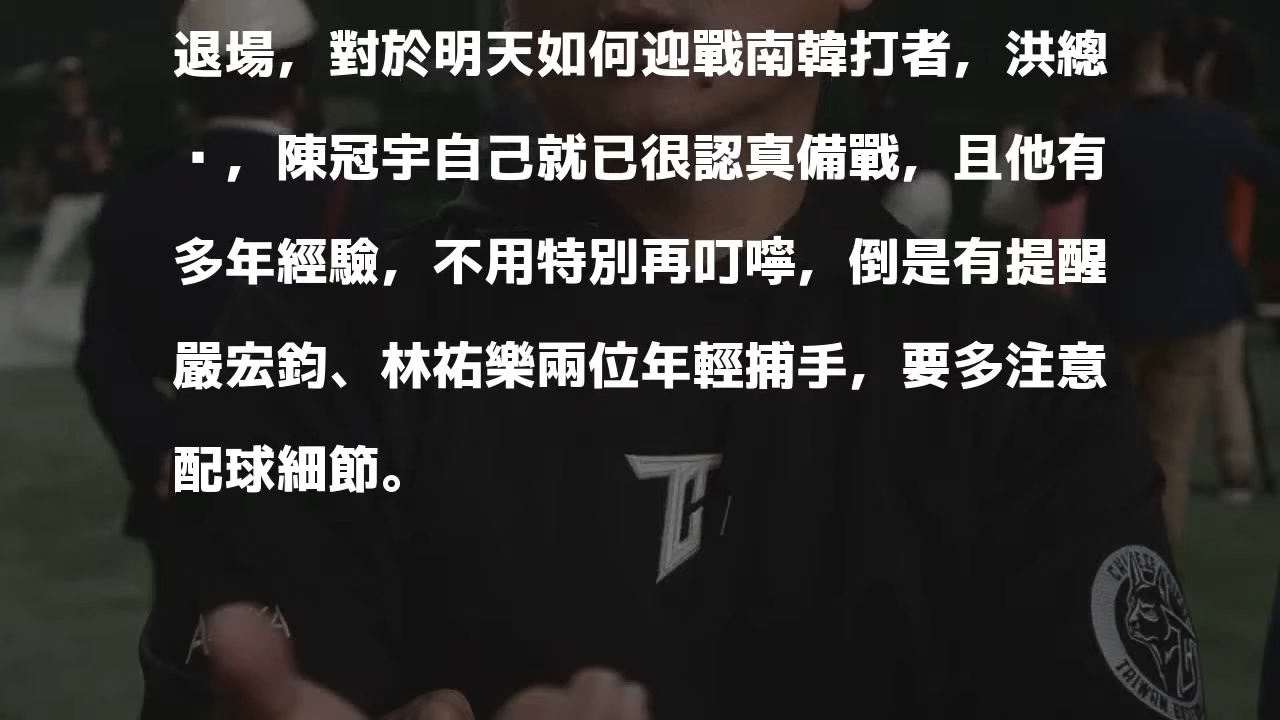 退場，對於明天如何迎戰南韓打者，洪總
，陳冠宇自己就已很認真備戰，且他有
多年經驗，不用特別再叮嚀，倒是有提醒
嚴宏鈞、林祐樂兩位年輕捕手，要多注意
配球細節。